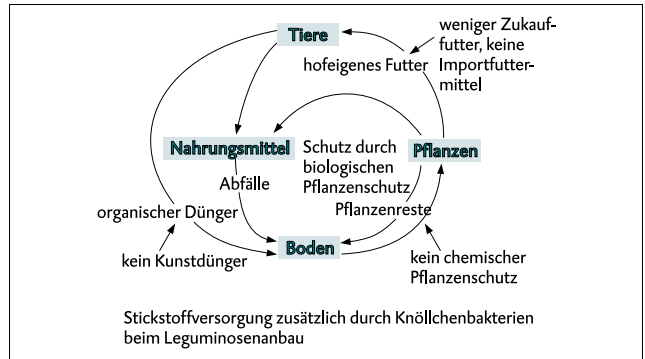 Tiere
weniger Zukauf-
futter, keine
Importfutter-
mittel
hofeigenes Futter
Nahrungsmittel
Schutz durch
biologischen
Pflanzenschutz
Pflanzen
Abfälle
Pflanzenreste
organischer Dünger
Boden
kein Kunstdünger
kein chemischer
Pflanzenschutz
Stickstoffversorgung zusätzlich durch Knöllchenbakterien
beim Leguminosenanbau